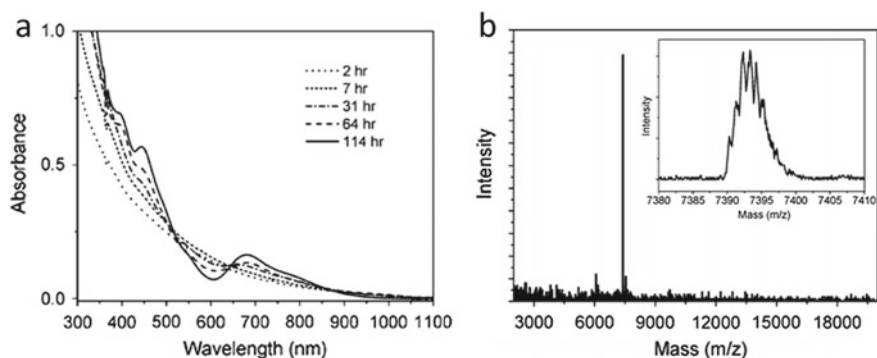 a
1.0
0.5
0.0
Absorbance
300 400 500 600 700 800 900 1000 1100
Wavelength (nm)
2 hr
7 hr
31 hr
64 hr
114 hr
b
Intensity
3000 6000 9000 12000 15000 18000
Mass (m/z)
Intensity
7380 7385 7390 7395 7400 7405 7410
Mass (m/z)